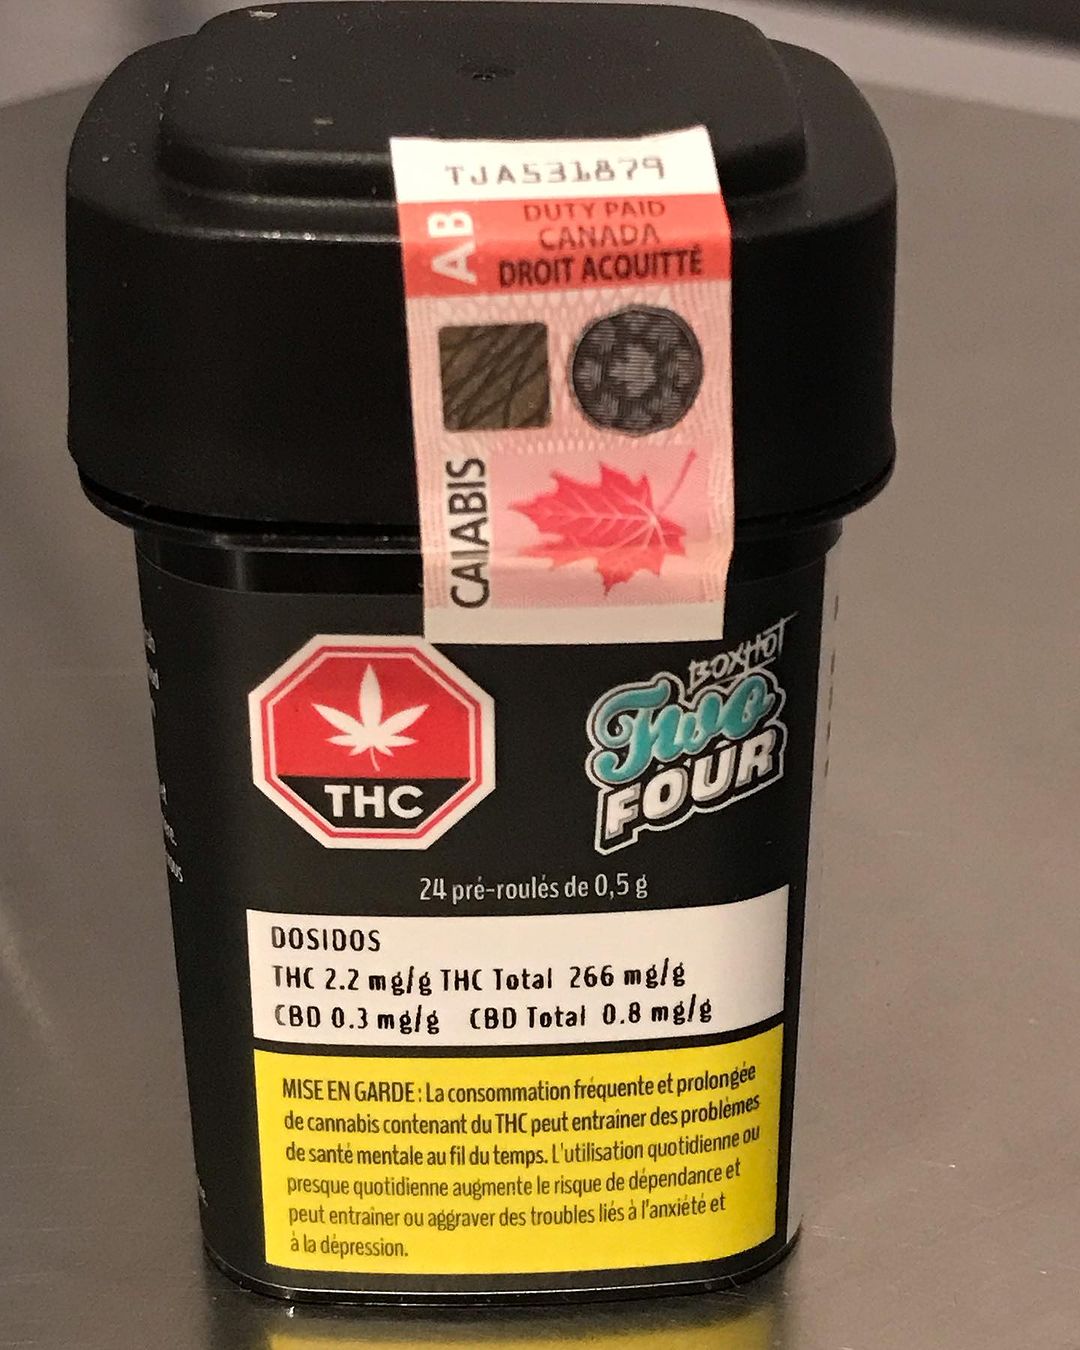 TJA531879
AB
DUTY PAID
CANADA
DROIT ACQUITTÉ
CAIABIS
THC
BOXHOT
Two
FOUR
24 pré-roulés de 0,5 g
DOSIDOS
THC 2.2 mg/g THC Total 266 mg/g
CBD 0.3 mg/g CBD Total 0.8 mg/g
MISE EN GARDE : La consommation fréquente et prolongée
de cannabis contenant du THC peut entraîner des problèmes
de santé mentale au fil du temps. L'utilisation quotidienne ou
presque quotidienne augmente le risque de dépendance et
peut entraîner ou aggraver des troubles liés à l'anxiété et
à la dépression.